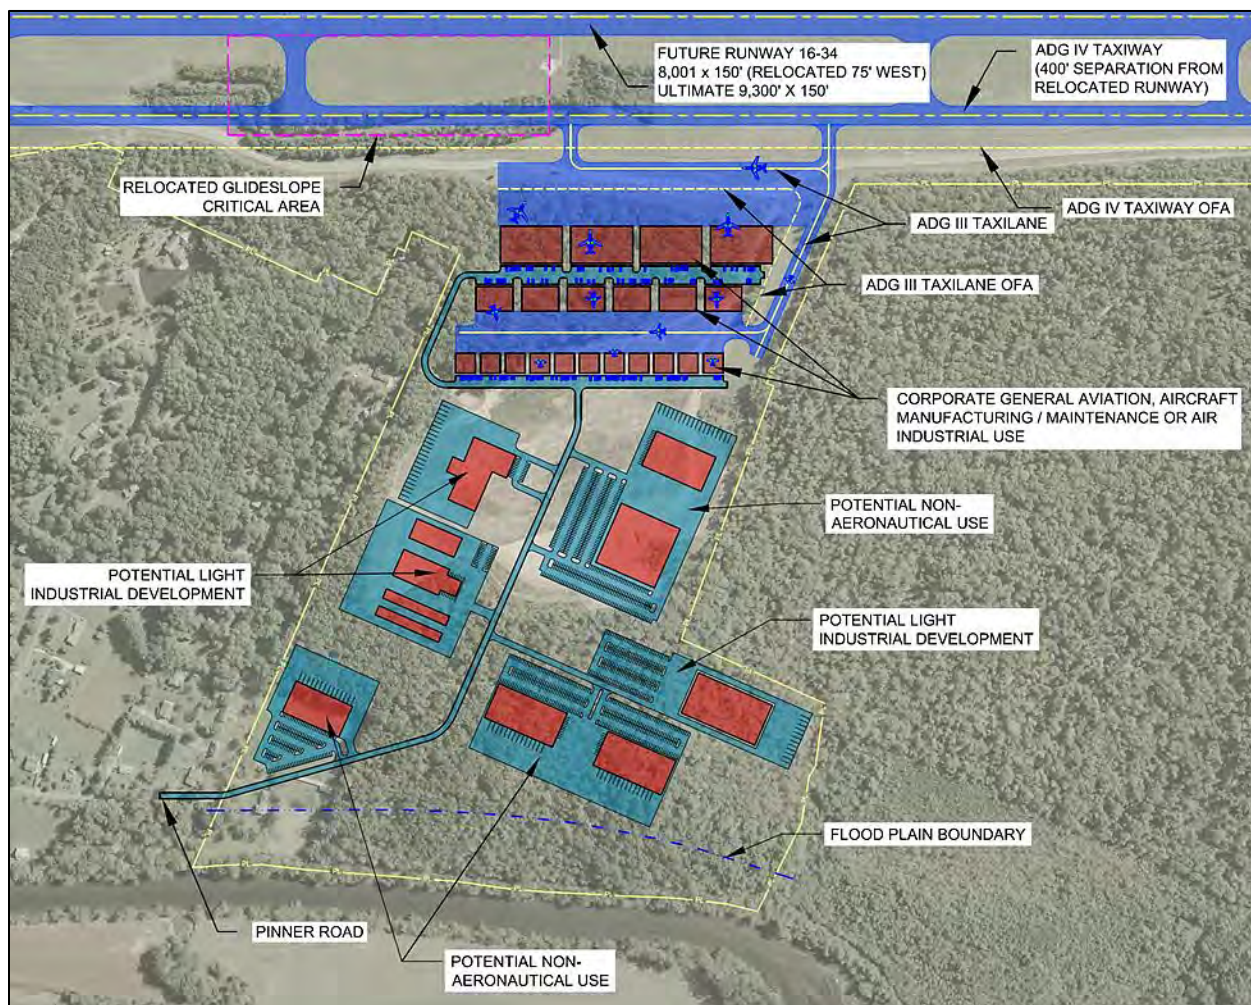 FUTURE RUNWAY 16-34
8,001 x 150' (RELOCATED 75' WEST)
ULTIMATE 9,300' X 150'
ADG IV TAXIWAY
(400' SEPARATION FROM
RELOCATED RUNWAY)
RELOCATED GLIDESLOPE
CRITICAL AREA
ADG III TAXILANE
ADG IV TAXIWAY OFA
ADG III TAXILANE OFA
CORPORATE GENERAL AVIATION, AIRCRAFT
MANUFACTURING / MAINTENANCE OR AIR
INDUSTRIAL USE
POTENTIAL NON-
AERONAUTICAL USE
POTENTIAL LIGHT
INDUSTRIAL DEVELOPMENT
POTENTIAL LIGHT
INDUSTRIAL DEVELOPMENT
FLOOD PLAIN BOUNDARY
PINNER ROAD
POTENTIAL NON-
AERONAUTICAL USE